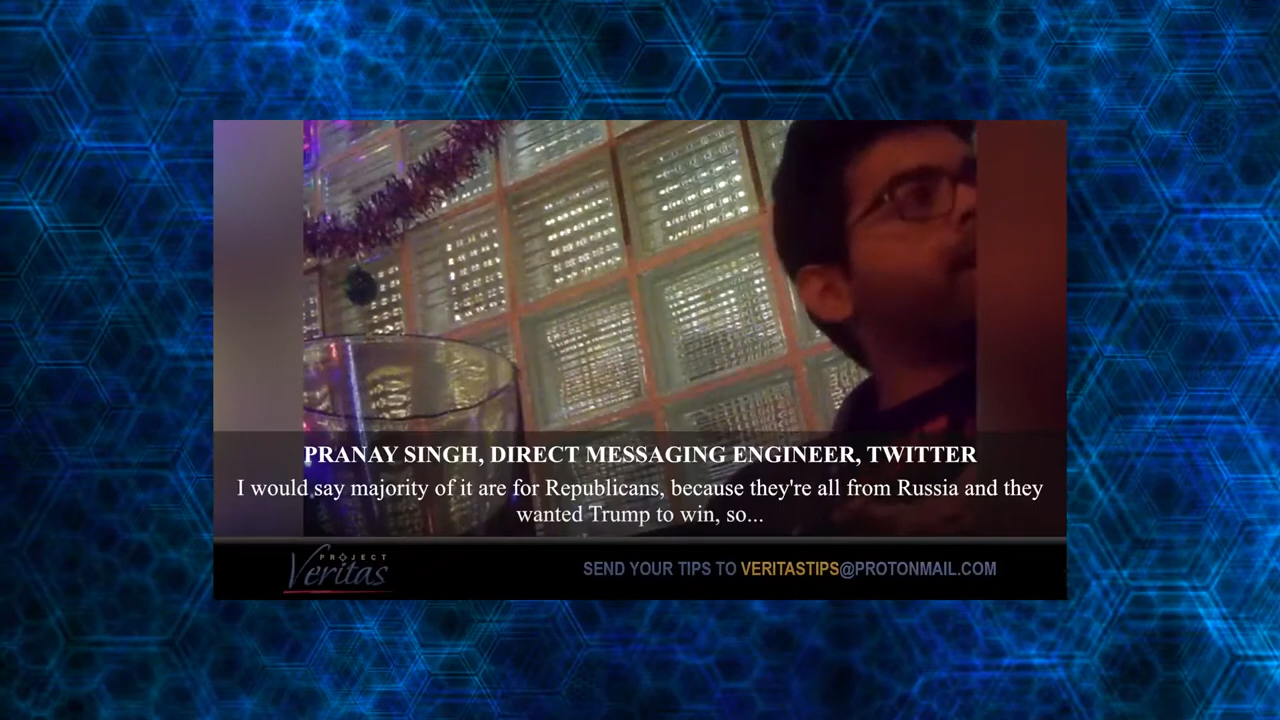 PRANAY SINGH, DIRECT MESSAGING ENGINEER, TWITTER
I would say majority of it are for Republicans, because they're all from Russia and they
wanted Trump to win, so...
PROJECT
Veritas
SEND YOUR TIPS TO VERITASTIPS@PROTONMAIL.COM